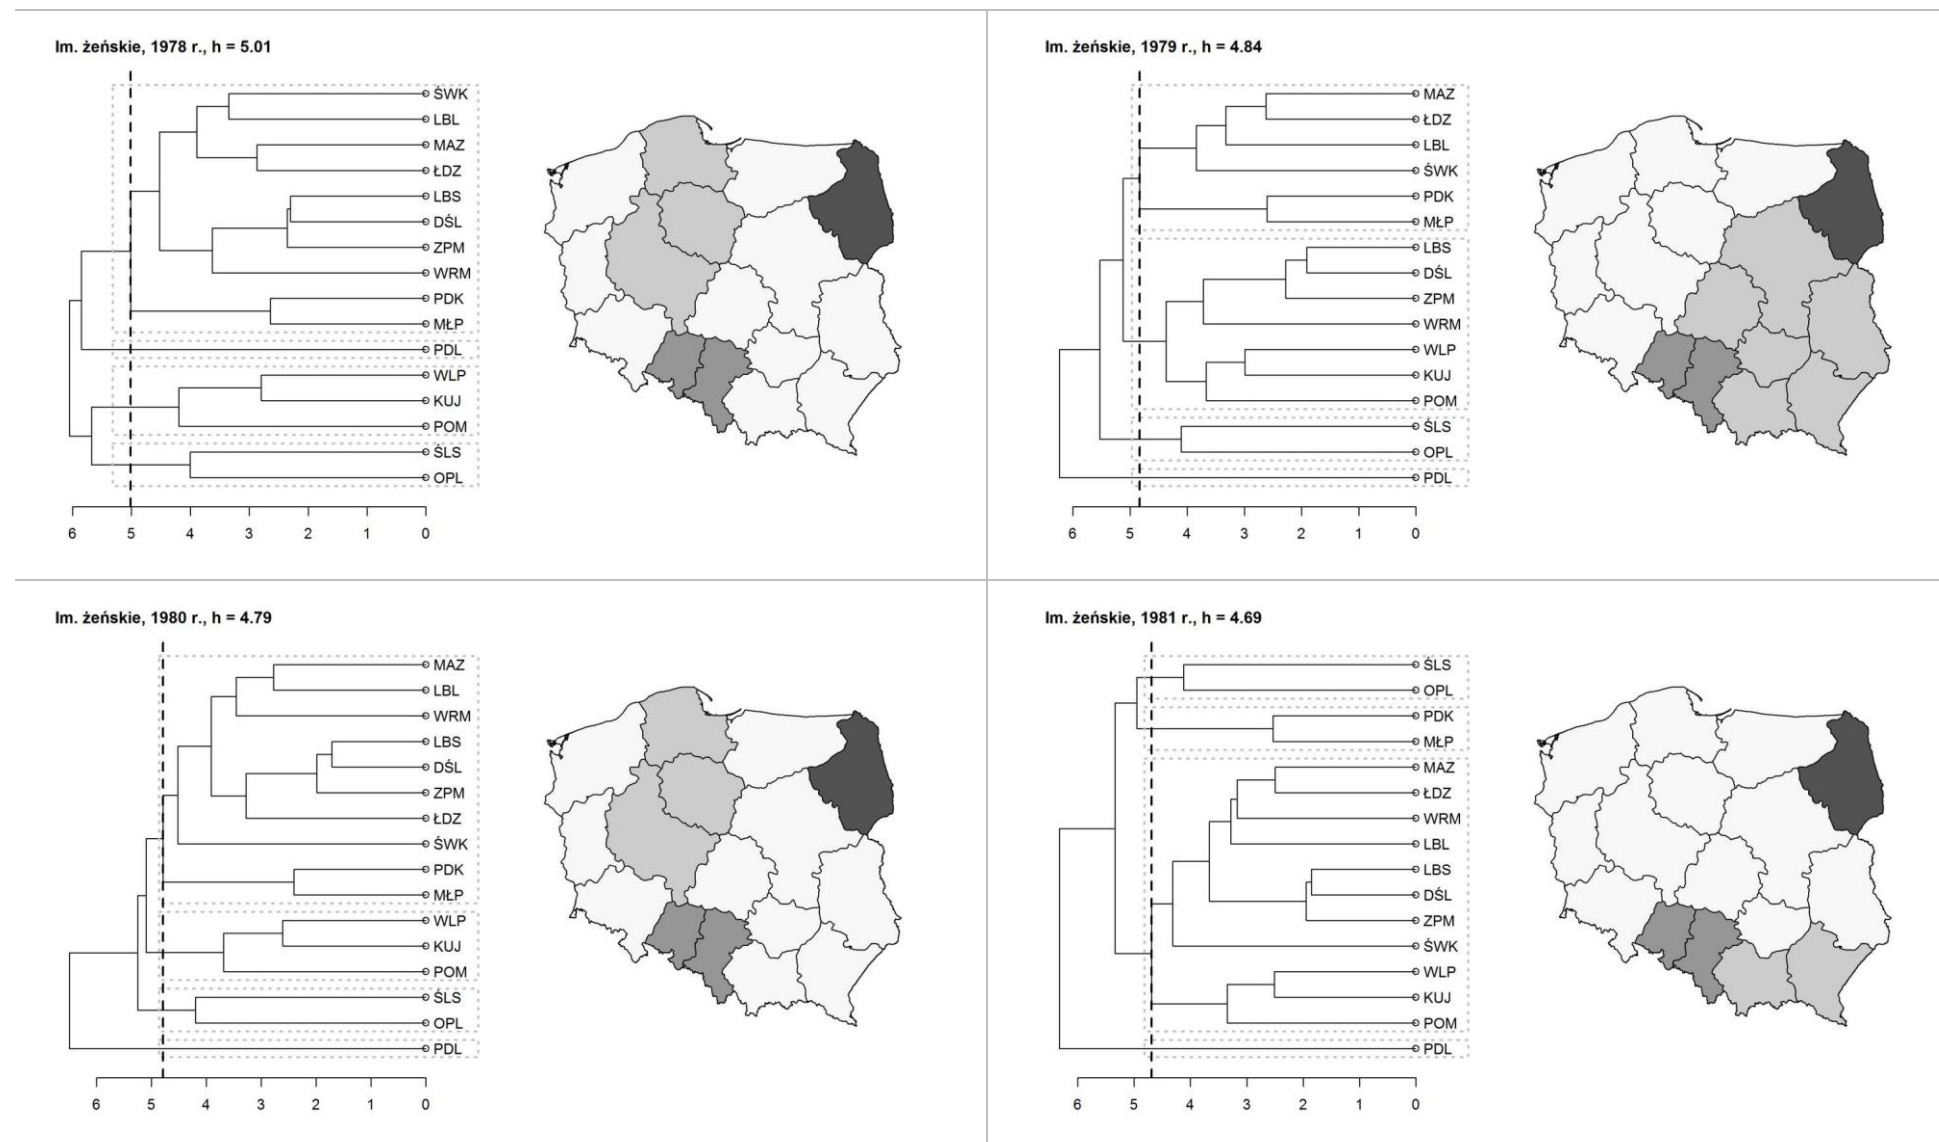 Im. żeńskie, 1978 r., h = 5.01
ŚWK
LBL
MAZ
ŁDZ
LBS
DŚL
ZPM
WRM
PDK
MŁP
PDL
WLP
KUJ
POM
ŚLS
OPL
6 5 4 3 2 1 0
Im. żeńskie, 1979 r., h = 4.84
MAZ
ŁDZ
LBL
ŚWK
PDK
MŁP
LBS
DŚL
ZPM
WRM
WLP
KUJ
POM
ŚLS
OPL
PDL
6 5 4 3 2 1 0
Im. żeńskie, 1980 r., h = 4.79
MAZ
LBL
WRM
LBS
DŚL
ZPM
ŁDZ
ŚWK
PDK
MŁP
WLP
KUJ
POM
ŚLS
OPL
PDL
6 5 4 3 2 1 0
Im. żeńskie, 1981 r., h = 4.69
ŚLS
OPL
PDK
MŁP
MAZ
ŁDZ
WRM
LBL
LBS
DŚL
ZPM
ŚWK
WLP
KUJ
POM
PDL
6 5 4 3 2 1 0